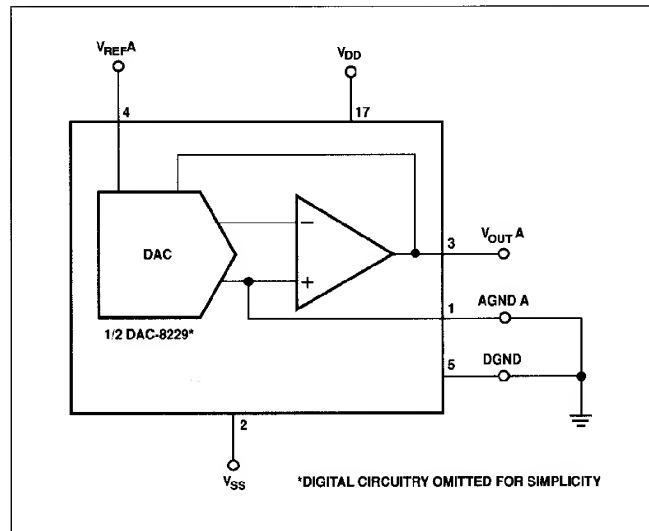 VREFA
VDD
4
17
DAC
−
+
3
VOUT A
1
AGND A
1/2 DAC-8229*
5
DGND
2
VSS
*DIGITAL CIRCUITRY OMITTED FOR SIMPLICITY